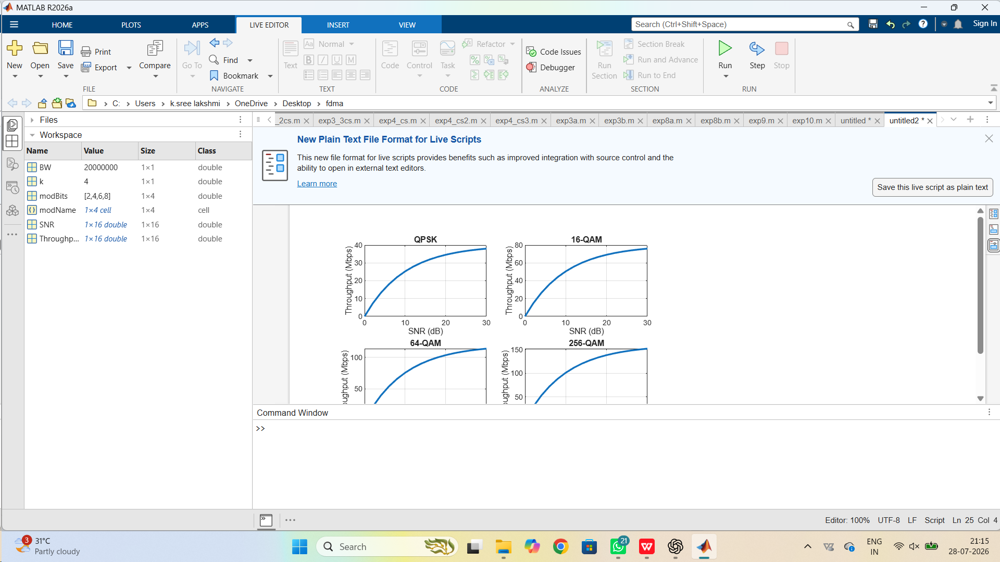 MATLAB R2026a
HOME PLOTS APPS LIVE EDITOR INSERT VIEW Search (Ctrl+Shift+Space) Sign In
New Open Save Print Export Compare Go To Find Bookmark Text Aa Normal B I U M Code Control Task Refactor Code Issues Debugger Run Section Section Break Run and Advance Run to End Run Step Stop
FILE NAVIGATE TEXT CODE ANALYZE SECTION RUN
C: › Users › k.sree lakshmi › OneDrive › Desktop › fdma
Files
Workspace
Name Value Size Class
BW 20000000 1×1 double
k 4 1×1 double
modBits [2,4,6,8] 1×4 double
modName 1×4 cell 1×4 cell
SNR 1×16 double 1×16 double
Throughp... 1×16 double 1×16 double
_2cs.m exp3_3cs.m exp4_cs.m exp4_cs2.m exp4_cs3.m exp3a.m exp3b.m exp8a.m exp8b.m exp9.m exp10.m untitled * untitled2 *
New Plain Text File Format for Live Scripts
This new file format for live scripts provides benefits such as improved integration with source control and the
ability to open in external text editors.
Learn more
Save this live script as plain text
QPSK
40
30
20
10
0
0 10 20 30
Throughput (Mbps)
SNR (dB)
16-QAM
80
60
40
20
0
0 10 20 30
Throughput (Mbps)
SNR (dB)
64-QAM
100
50
oughput (Mbps)
256-QAM
150
100
50
oughput (Mbps)
Command Window
>>
Editor: 100% UTF-8 LF Script Ln 25 Col 4
3
31°C
Partly cloudy
Search
21
ENG
IN
21:15
28-07-2026